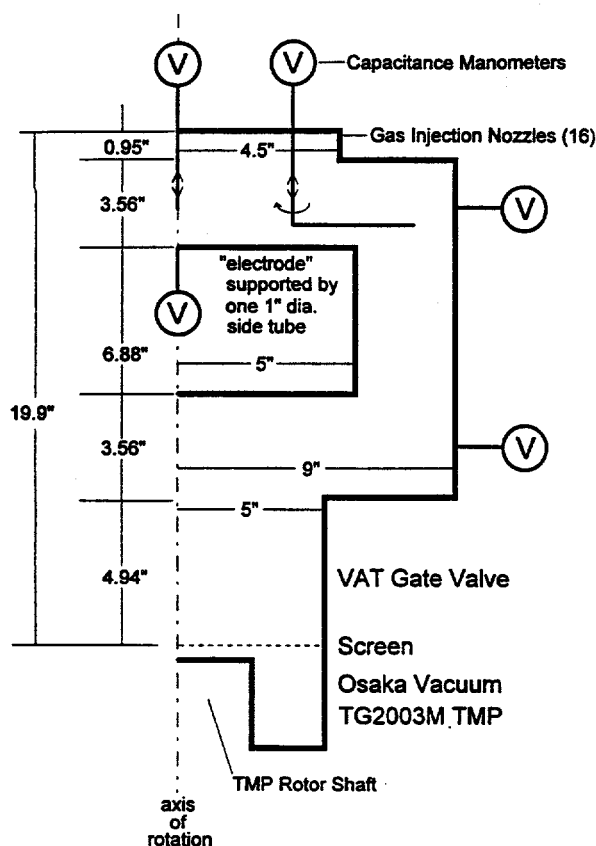 V
V
Capacitance Manometers
Gas Injection Nozzles (16)
0.95"
4.5"
3.56"
V
"electrode"
supported by
one 1" dia.
side tube
V
6.88"
5"
19.9"
3.56"
V
9"
5"
4.94"
VAT Gate Valve
Screen
Osaka Vacuum
TG2003M TMP
TMP Rotor Shaft
axis
of
rotation